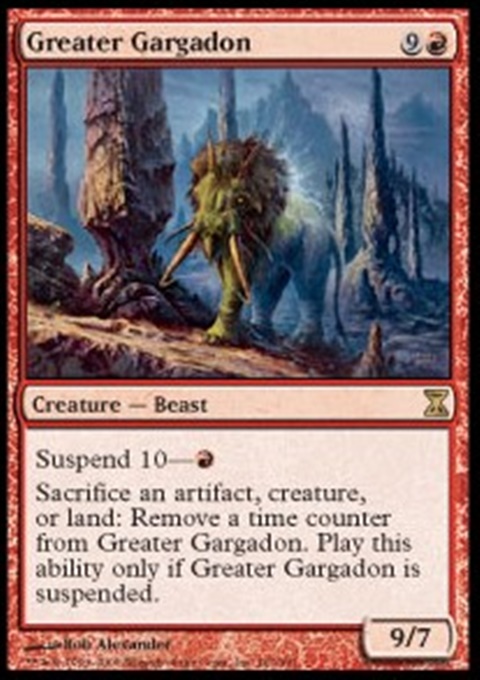 Greater Gargadon 9
Creature — Beast
Suspend 10—
Sacrifice an artifact, creature,
or land: Remove a time counter
from Greater Gargadon. Play this
ability only if Greater Gargadon is
suspended.
Rob Alexander
9/7